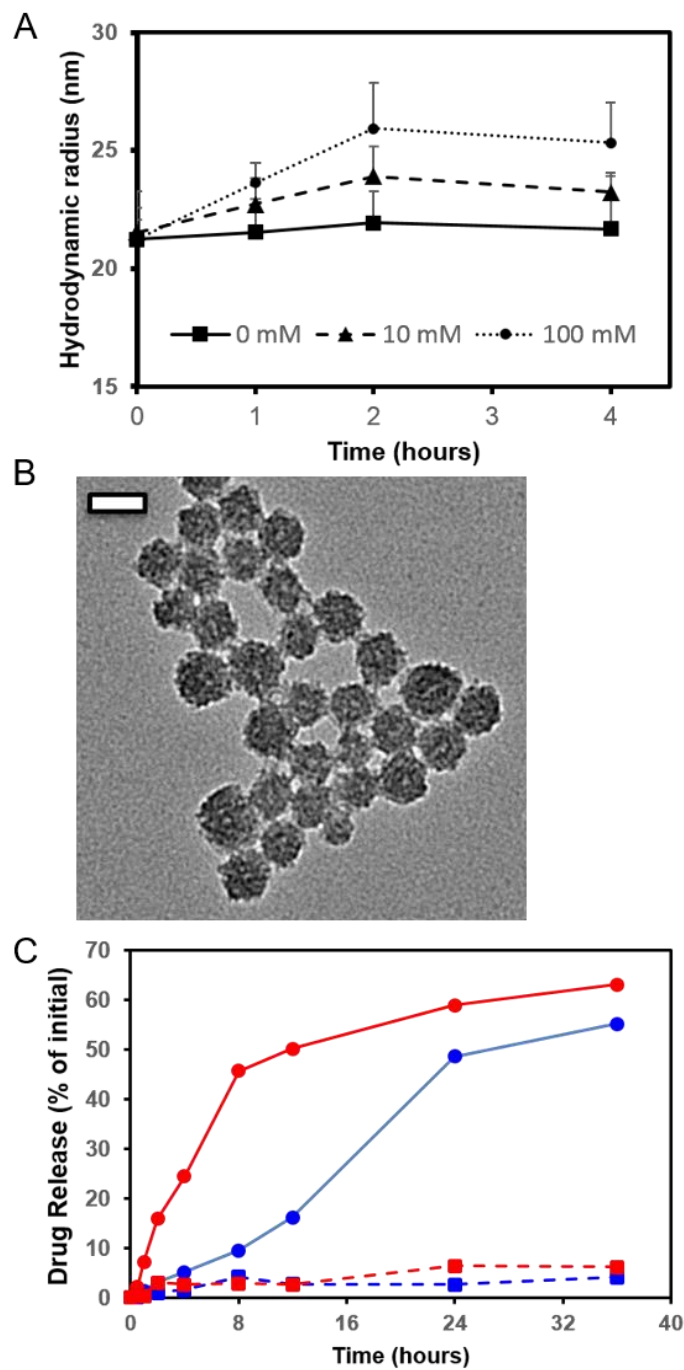 A
Hydrodynamic radius (nm)
30
25
20
15
0 mM 10 mM 100 mM
0 1 2 3 4
Time (hours)
B
C
Drug Release (% of initial)
70
60
50
40
30
20
10
0
0 8 16 24 32 40
Time (hours)